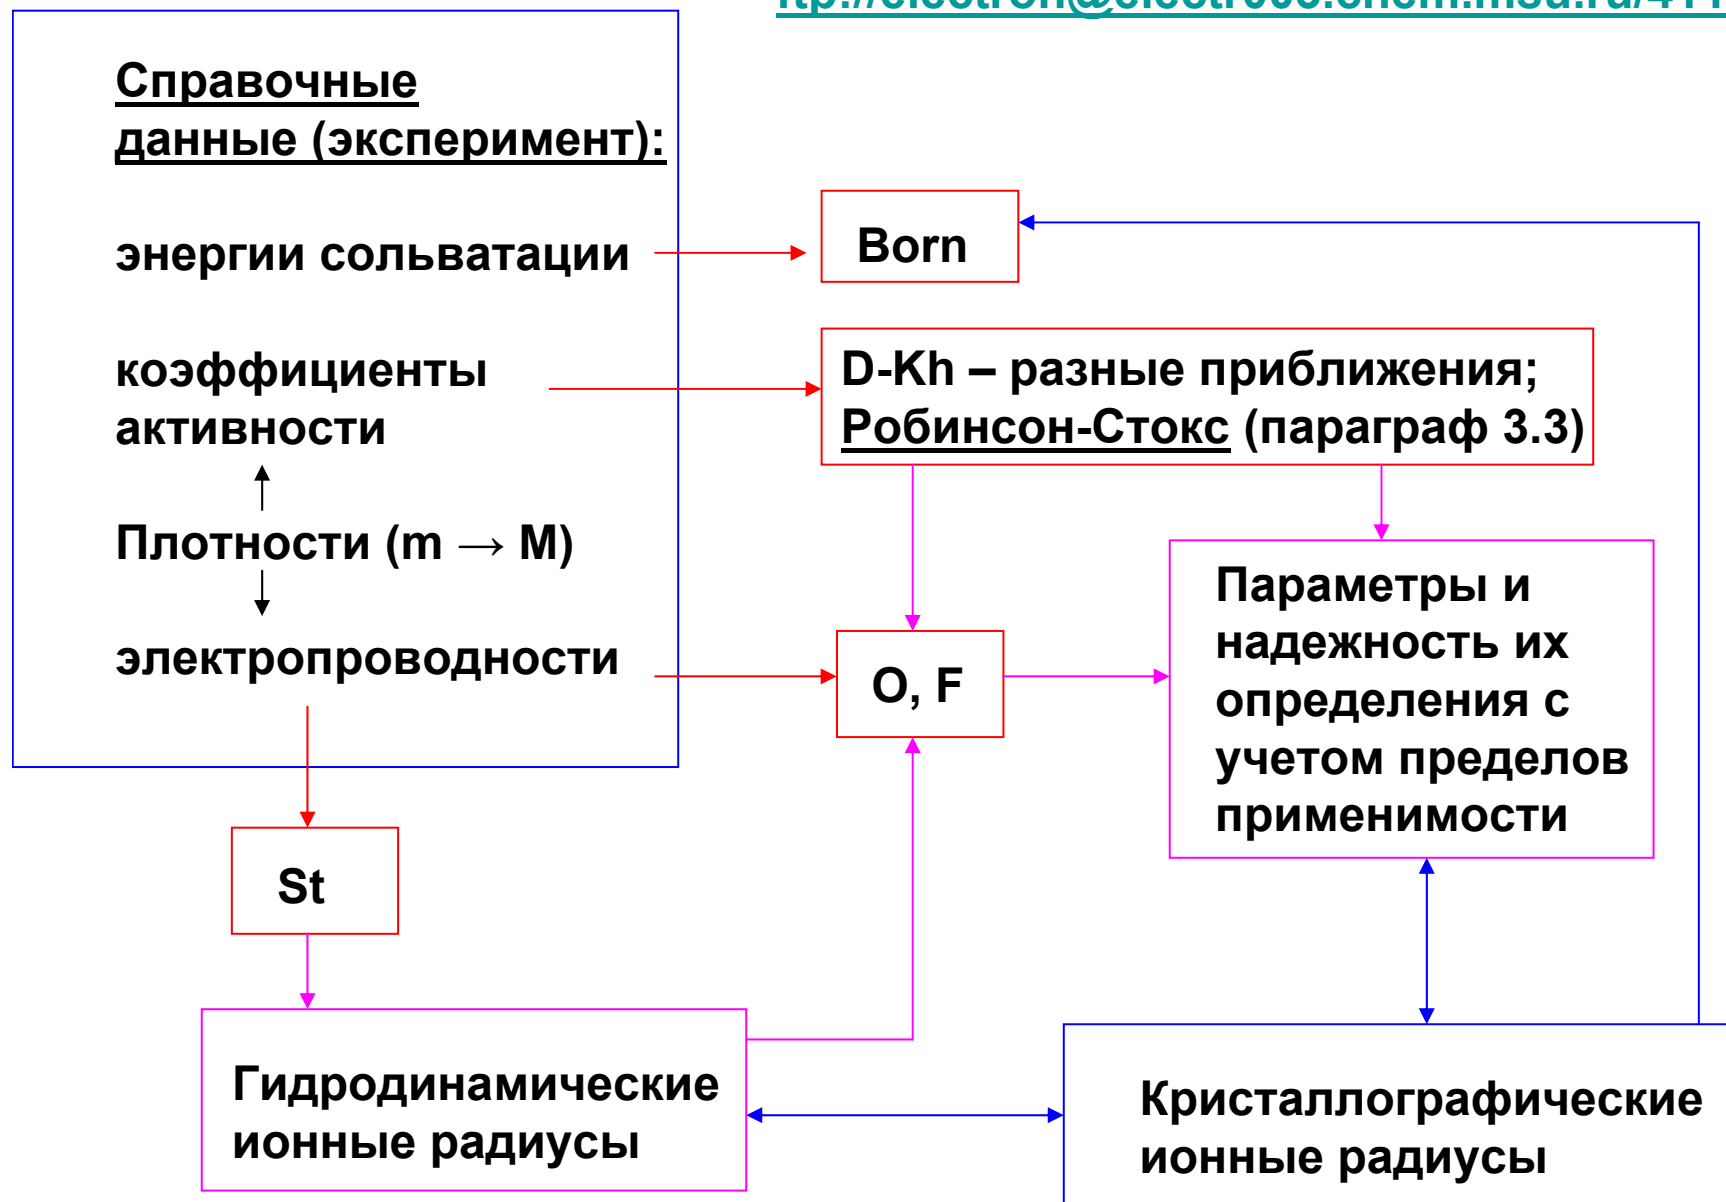 Справочные
данные (эксперимент):
энергии сольватации
коэффициенты
активности
Плотности (m → M)
электропроводности
Born
D-Kh – разные приближения;
Робинсон-Стокс (параграф 3.3)
O, F
Параметры и
надежность их
определения с
учетом пределов
применимости
St
Гидродинамические
ионные радиусы
Кристаллографические
ионные радиусы